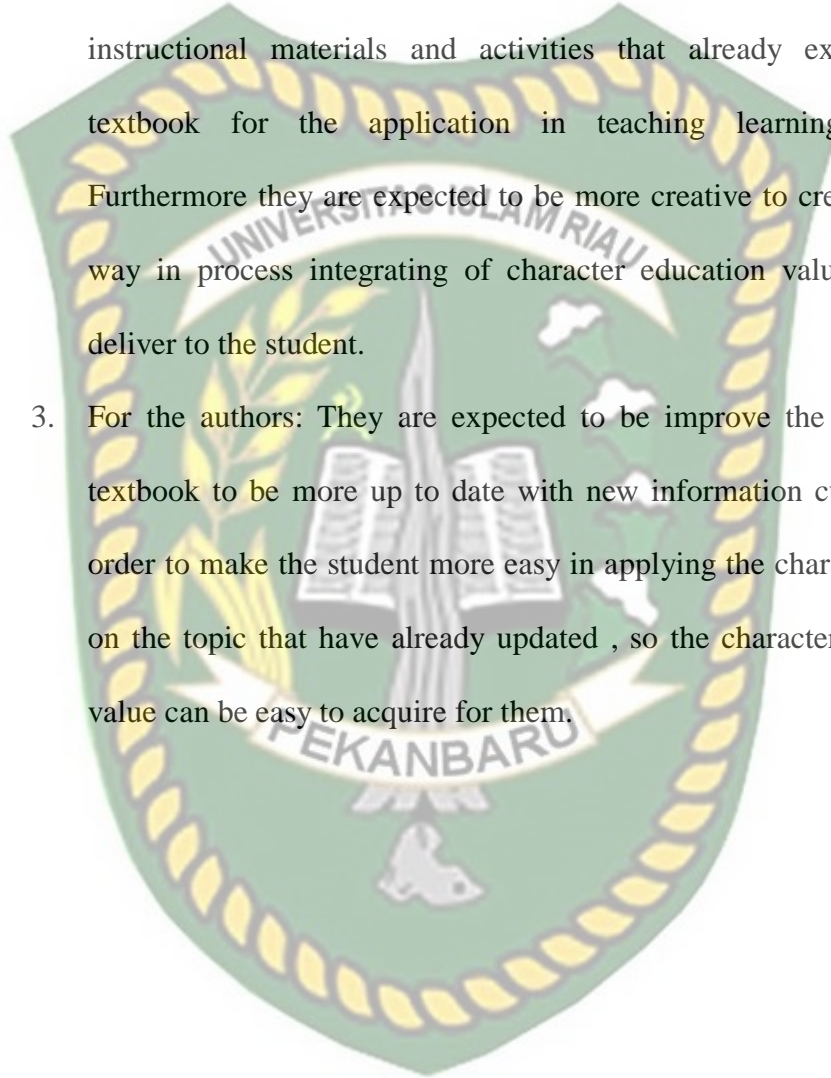 instructional materials and activities that already ex
textbook for the application in teaching learning
Furthermore they are expected to be more creative to cre
UNIVERSITAS ISLAM RIAU
way in process integrating of character education valu
deliver to the student.
3. For the authors: They are expected to be improve the
textbook to be more up to date with new information c
order to make the student more easy in applying the char
on the topic that have already updated , so the character
value can be easy to acquire for them.
PEKANBARU